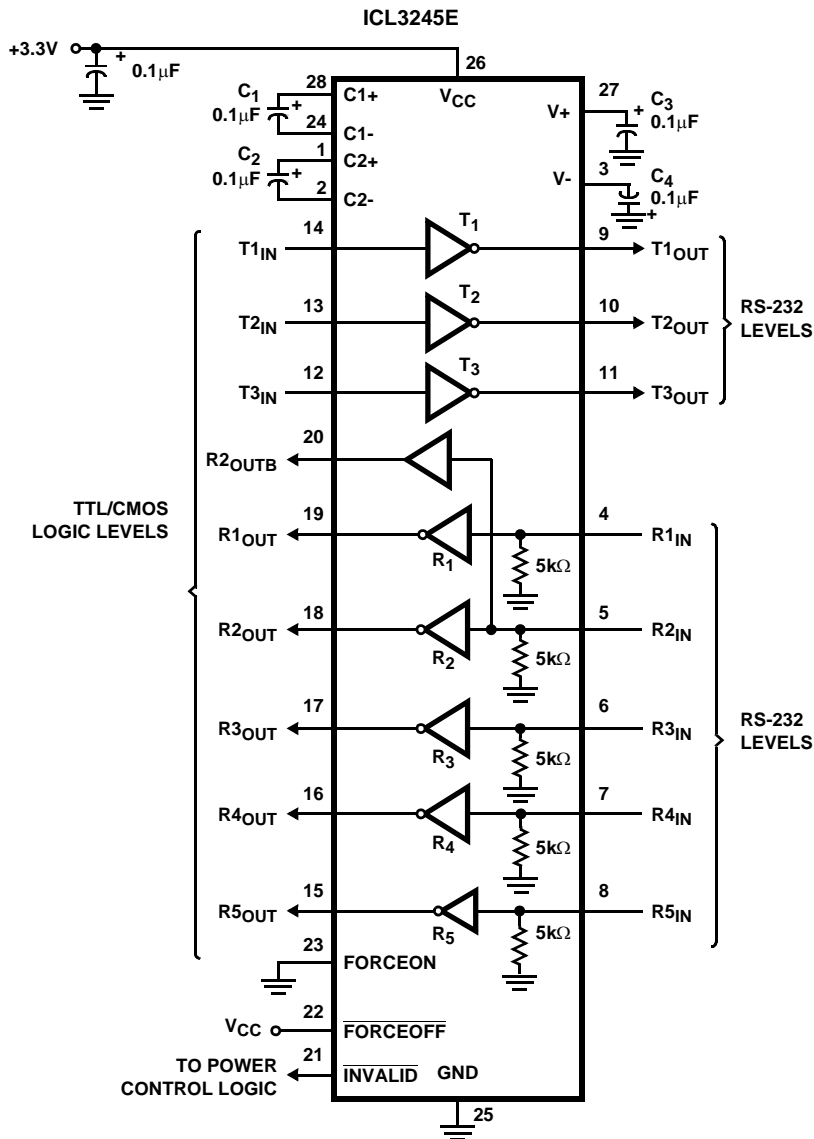 ICL3245E
+3.3V
+
0.1µF
26
28
C1
0.1µF
+
C1+
VCC
27
24
C1-
V+
+
C3
0.1µF
1
C2
0.1µF
+
C2+
2
C2-
3
V-
C4
0.1µF
+
14
T1
9
T1IN
T1OUT
13
T2
10
T2IN
T2OUT
RS-232
LEVELS
12
T3
11
T3IN
T3OUT
20
R2OUTB
TTL/CMOS
LOGIC LEVELS
19
4
R1OUT
R1
R1IN
5kΩ
18
5
R2OUT
R2
R2IN
5kΩ
17
6
R3OUT
R3
R3IN
RS-232
LEVELS
5kΩ
16
7
R4OUT
R4
R4IN
5kΩ
15
8
R5OUT
R5
R5IN
5kΩ
23
FORCEON
22
VCC
FORCEOFF
21
TO POWER
CONTROL LOGIC
INVALID
GND
25